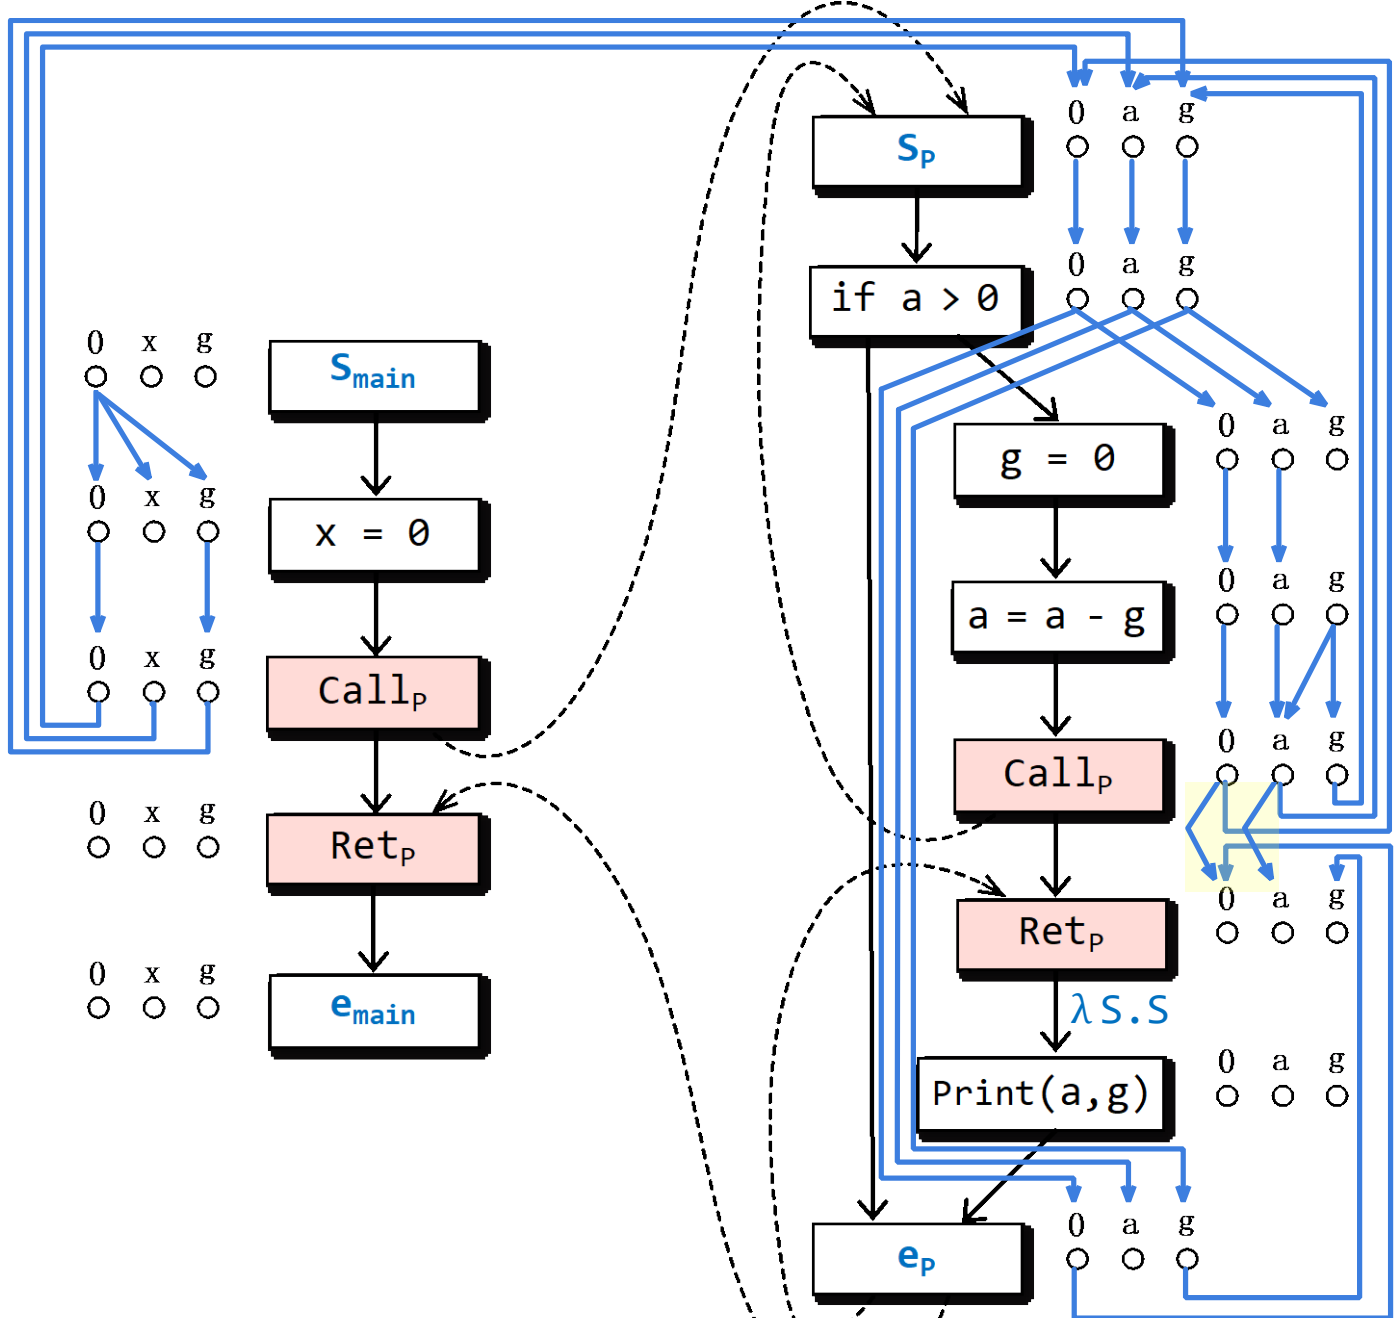 0 a g
S_P
0 a g
if a > 0
0 x g
S_main
0 a g
g = 0
0 x g
x = 0
0 a g
a = a - g
0 x g
Call_P
0 a g
Call_P
0 x g
Ret_P
0 a g
Ret_P
0 x g
e_main
λS.S
0 a g
Print(a,g)
0 a g
e_P